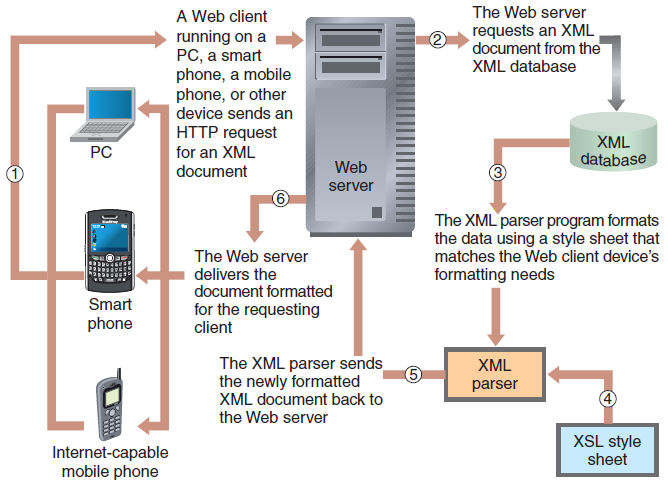 A Web client
running on a
PC, a smart
phone, a mobile
phone, or other
device sends an
HTTP request
for an XML
document
2
The Web server
requests an XML
document from the
XML database
XML
database
PC
1
Web
server
3
6
The XML parser program formats
the data using a style sheet that
matches the Web client device's
formatting needs
The Web server
delivers the
document formatted
for the requesting
client
Smart
phone
The XML parser sends
the newly formatted
XML document back to
the Web server
5
XML
parser
4
XSL style
sheet
Internet-capable
mobile phone